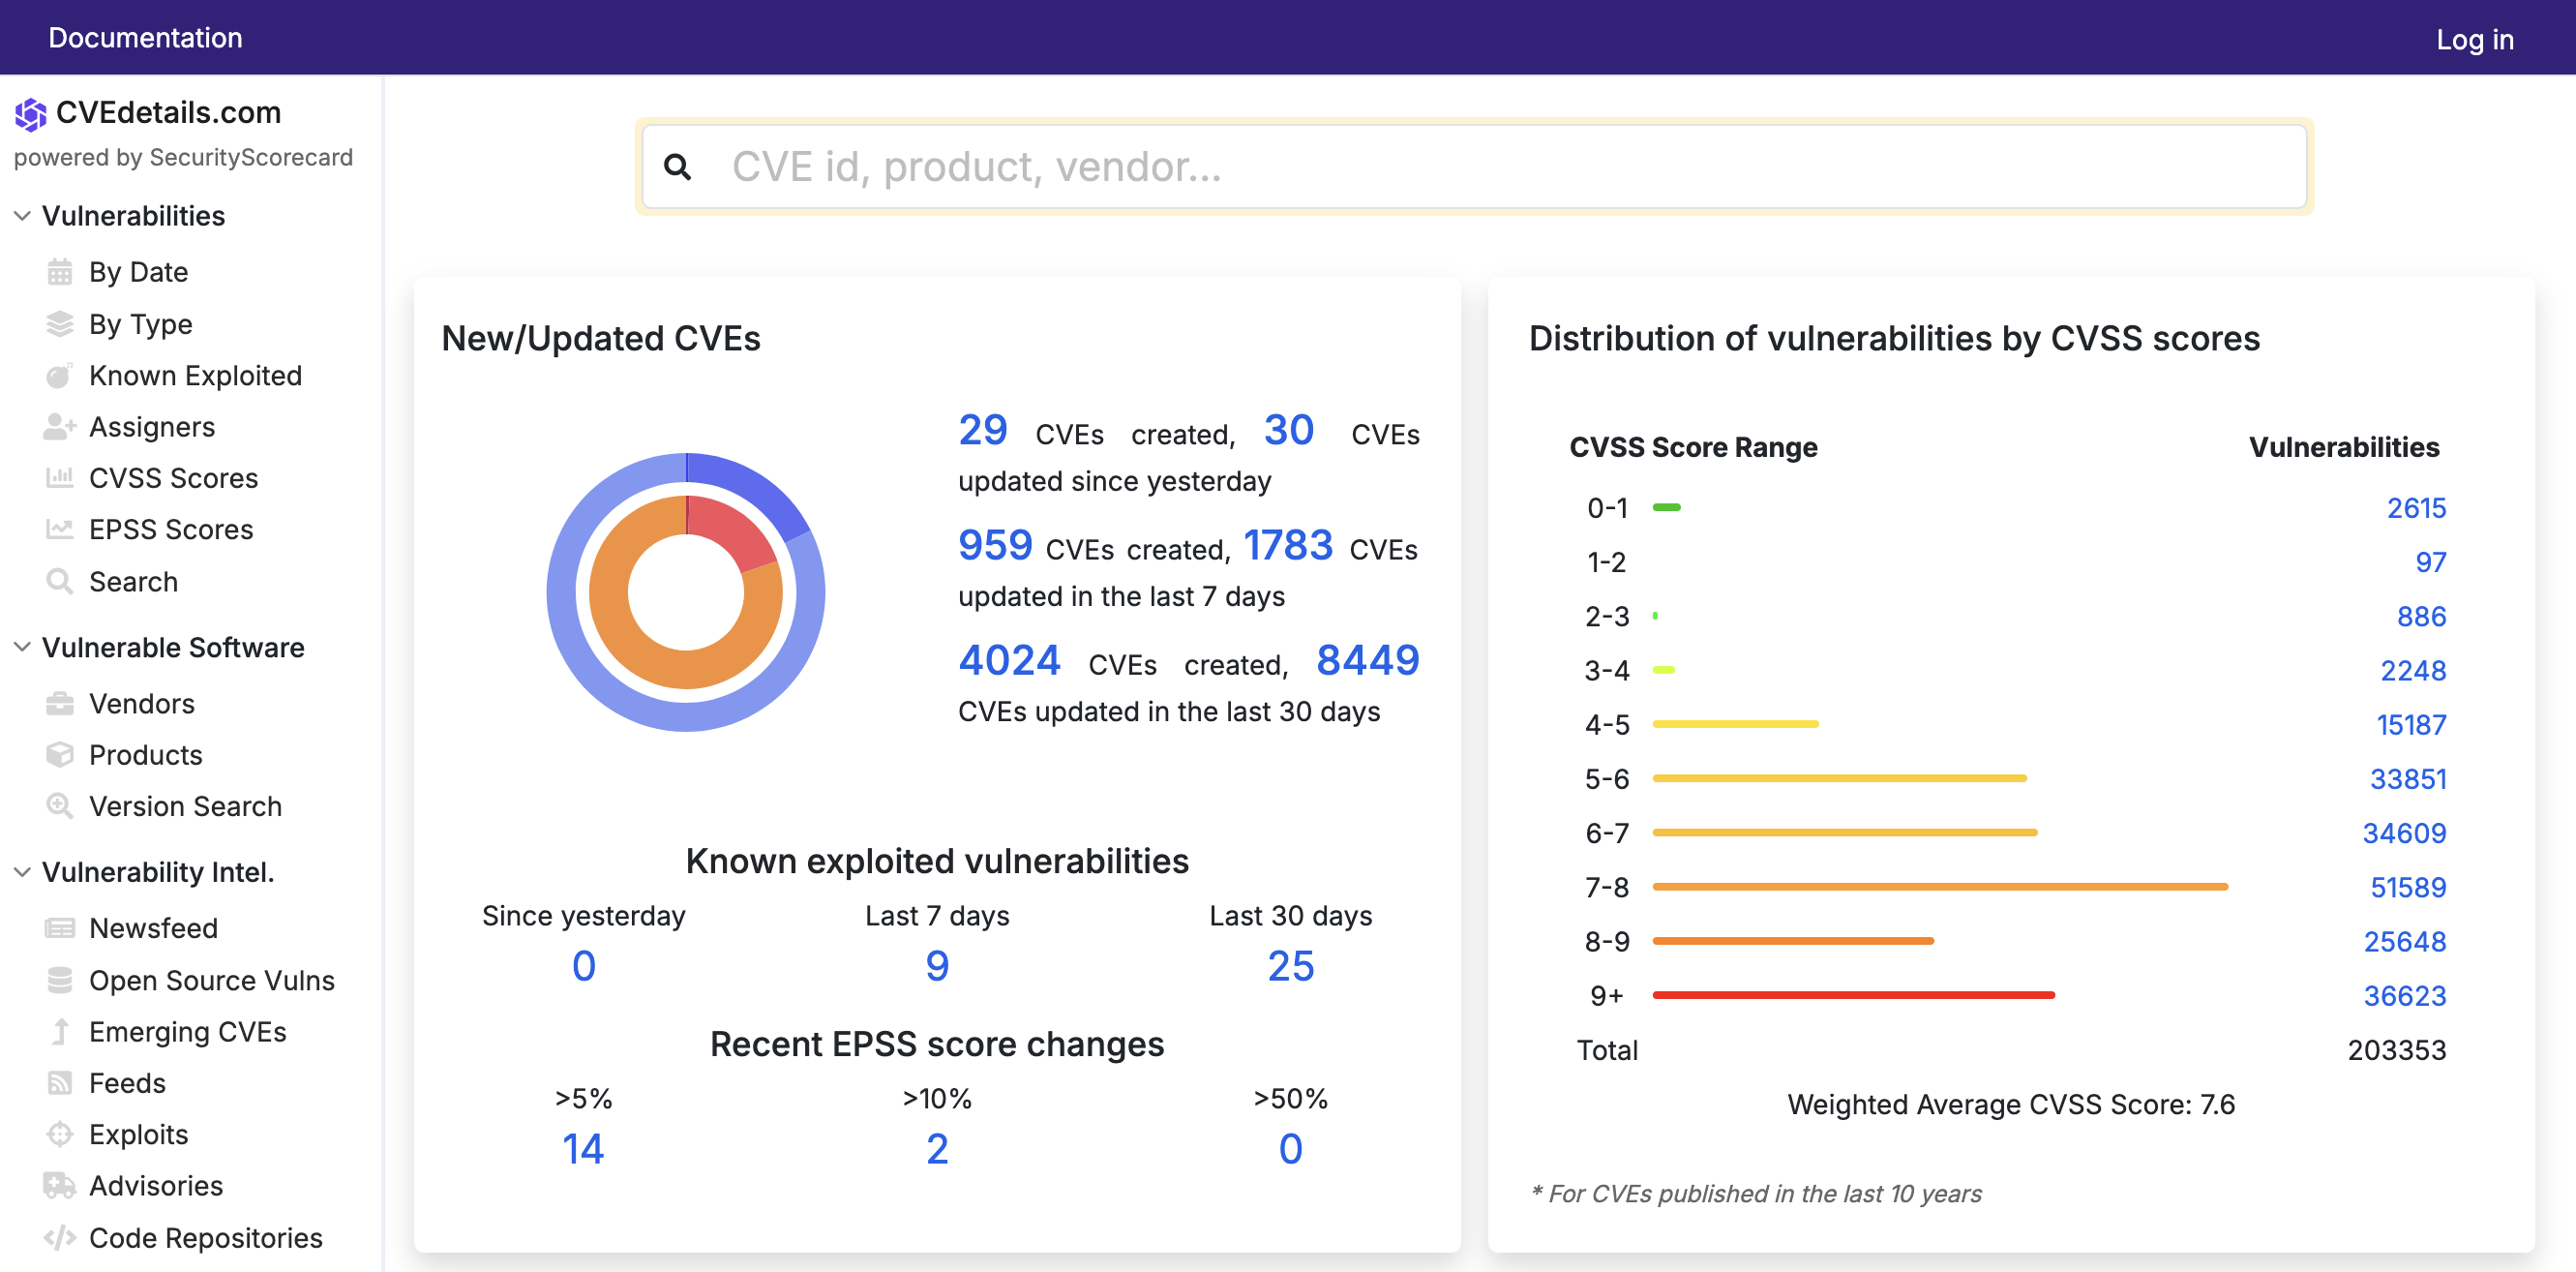 Documentation
Log in
CVEdetails.com
powered by SecurityScorecard
Vulnerabilities
By Date
By Type
Known Exploited
Assigners
CVSS Scores
EPSS Scores
Search
Vulnerable Software
Vendors
Products
Version Search
Vulnerability Intel.
Newsfeed
Open Source Vulns
Emerging CVEs
Feeds
Exploits
Advisories
Code Repositories
CVE id, product, vendor...
New/Updated CVEs
29 CVEs created, 30 CVEs
updated since yesterday
959 CVEs created, 1783 CVEs
updated in the last 7 days
4024 CVEs created, 8449
CVEs updated in the last 30 days
Known exploited vulnerabilities
Since yesterday Last 7 days Last 30 days
0 9 25
Recent EPSS score changes
>5% >10% >50%
14 2 0
Distribution of vulnerabilities by CVSS scores
CVSS Score Range Vulnerabilities
0-1 2615
1-2 97
2-3 886
3-4 2248
4-5 15187
5-6 33851
6-7 34609
7-8 51589
8-9 25648
9+ 36623
Total 203353
Weighted Average CVSS Score: 7.6
* For CVEs published in the last 10 years